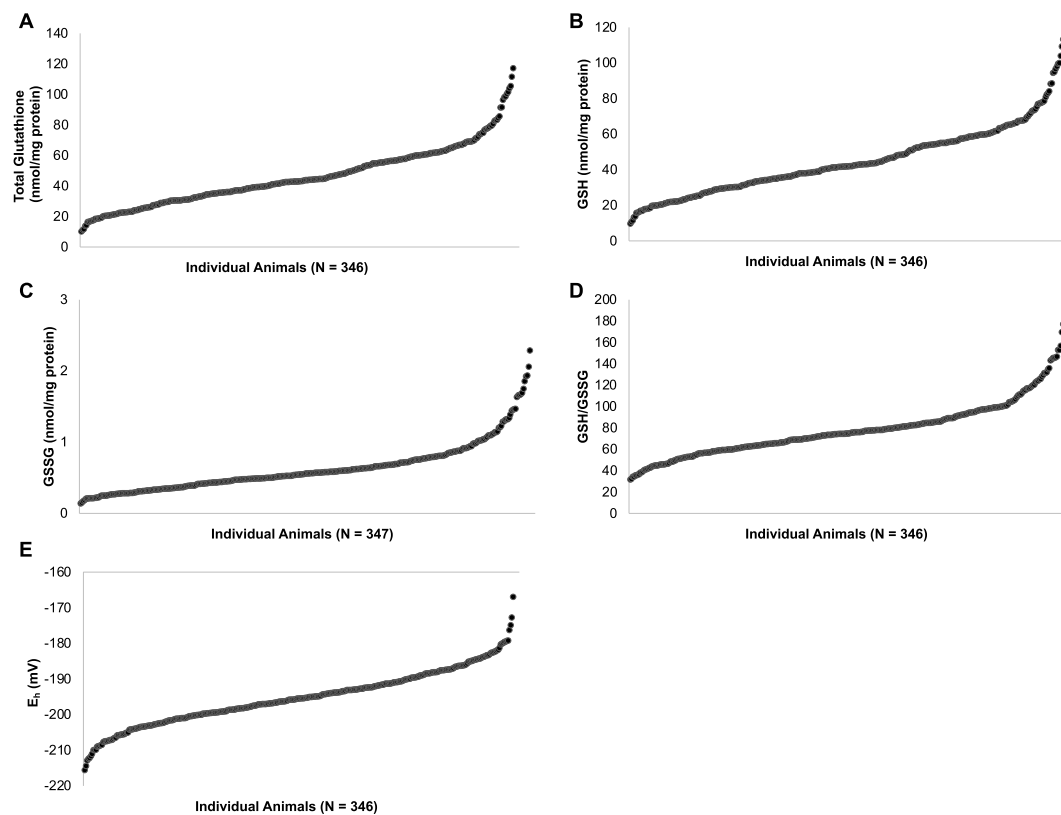 A
Total Glutathione
(nmol/mg protein)
140
120
100
80
60
40
20
0
Individual Animals (N = 346)
B
GSH (nmol/mg protein)
120
100
80
60
40
20
0
Individual Animals (N = 346)
C
GSSG (nmol/mg protein)
3
2
1
0
Individual Animals (N = 347)
D
GSH/GSSG
200
180
160
140
120
100
80
60
40
20
0
Individual Animals (N = 346)
E
Eₕ (mV)
-160
-170
-180
-190
-200
-210
-220
Individual Animals (N = 346)